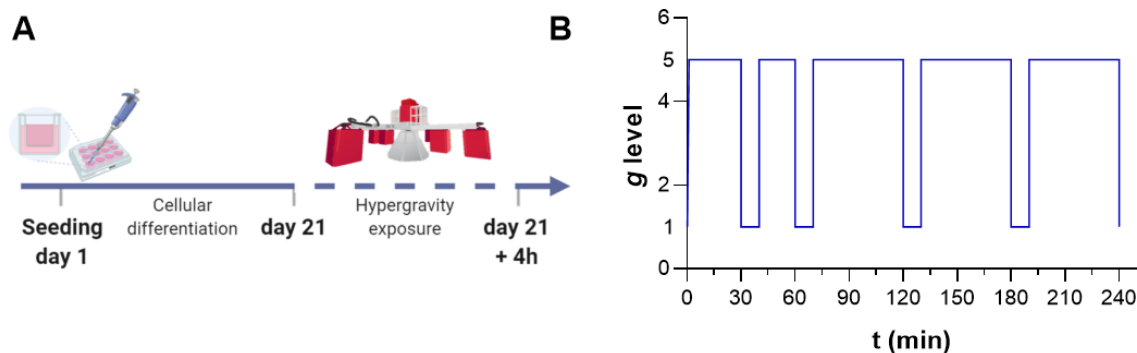 A
Seeding
day 1
Cellular
differentiation
day 21
Hypergravity
exposure
day 21
+ 4h
B
g level
6
5
4
2
1
0
0 30 60 90 120 150 180 210 240
t (min)